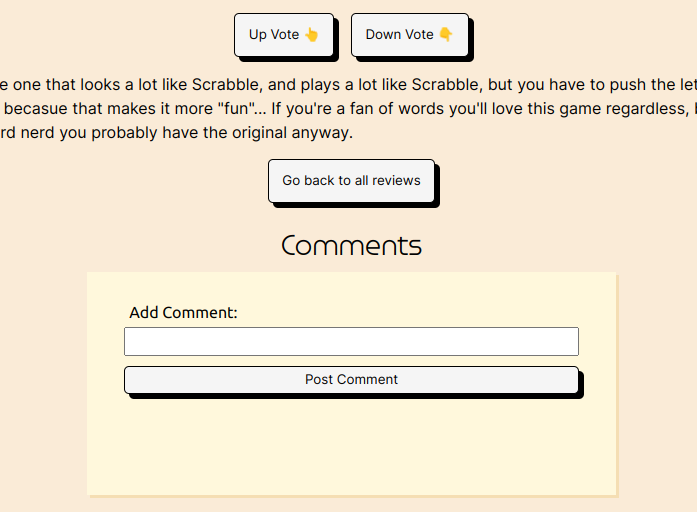 Up Vote 👆 Down Vote 👇
one that looks a lot like Scrabble, and plays a lot like Scrabble, but you have to push the
becasue that makes it more "fun"... If you're a fan of words you'll love this game regardless,
nerd you probably have the original anyway.
Go back to all reviews
Comments
Add Comment:
Post Comment